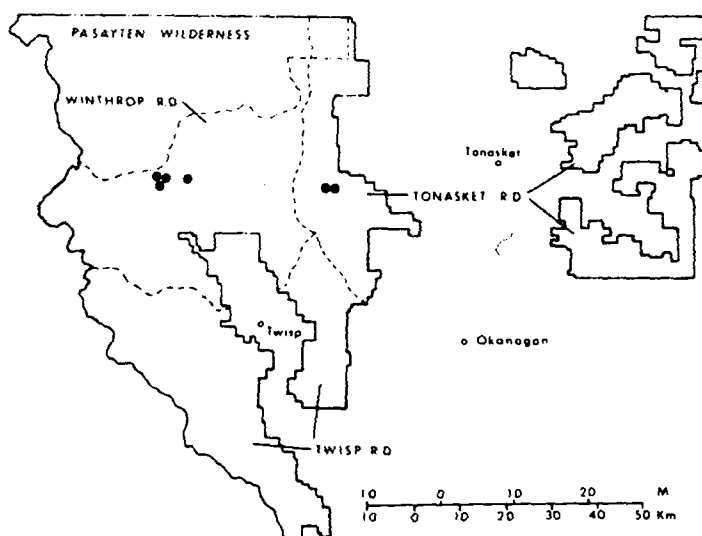 PASAYTEN WILDERNESS
WINTHROP R.D.
Tonasket
TONASKET R.D.
Twisp
Okanogan
TWISP R.D.
10 0 10 20 M
10 0 10 20 30 40 50 Km